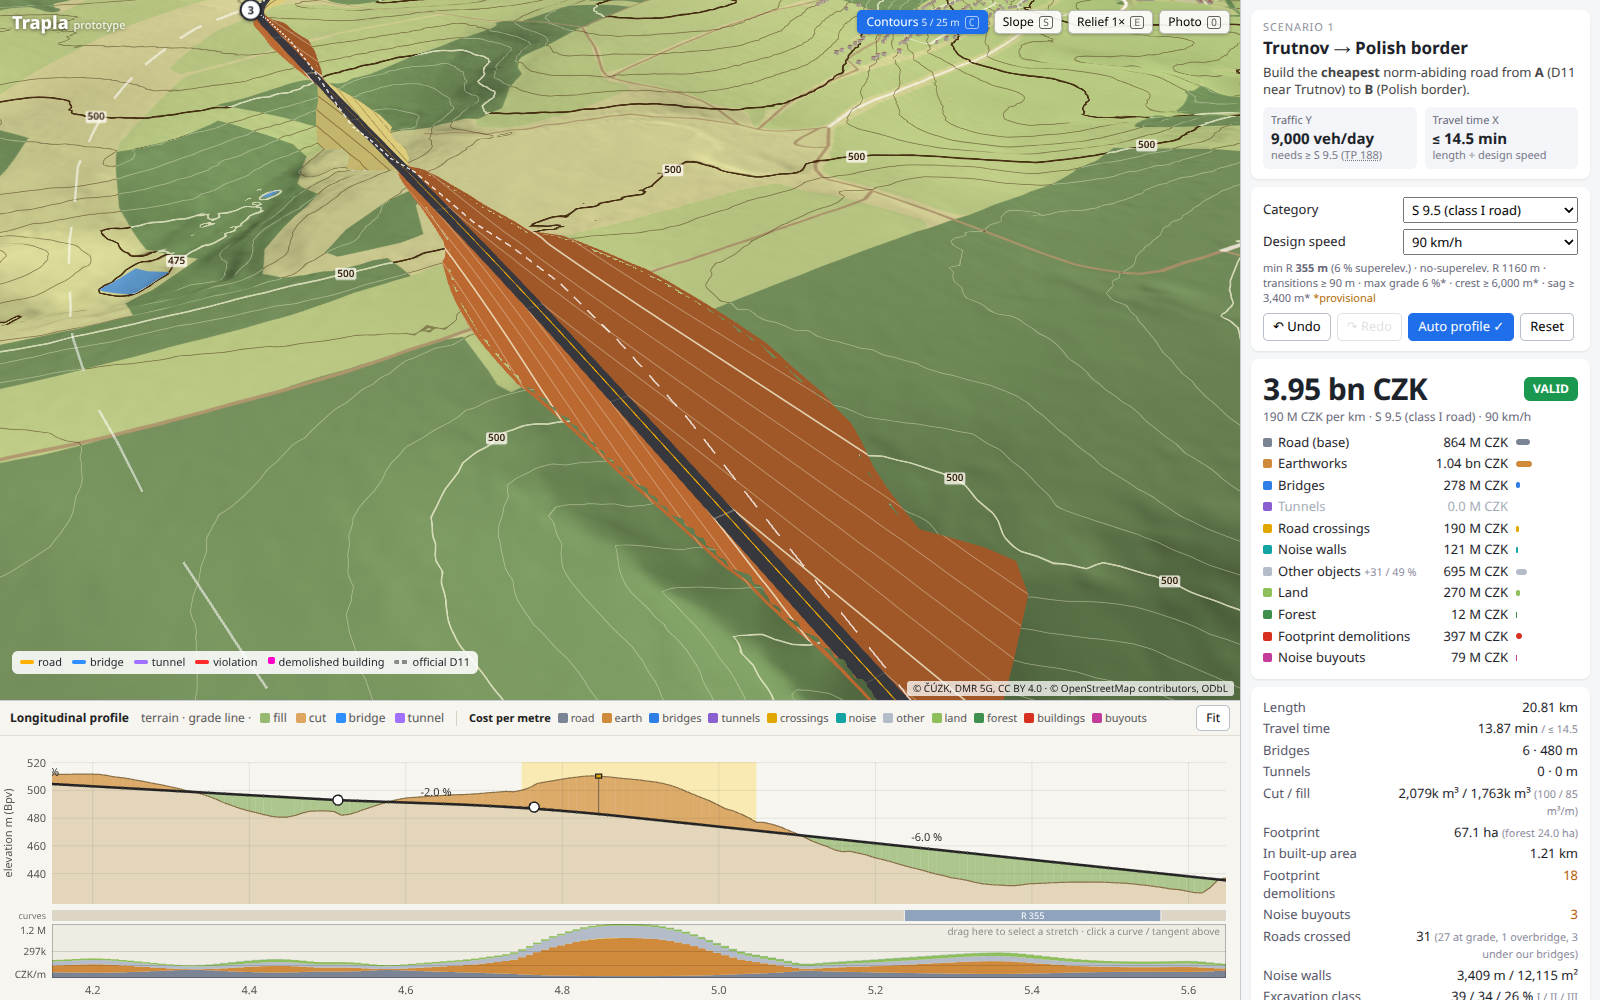 Trapla prototype
3
Contours 5 / 25 m C
Slope S
Relief 1× E
Photo O
500
500
500
500
475
500
500
500
500
road
bridge
tunnel
violation
demolished building
official D11
© ČÚZK, DMR 5G, CC BY 4.0 · © OpenStreetMap contributors, ODbL
Longitudinal profile
terrain · grade line ·
fill
cut
bridge
tunnel
Cost per metre
road
earth
bridges
tunnels
crossings
noise
other
land
forest
buildings
buyouts
Fit
elevation m (Bpv)
520
500
480
460
440
%
-2.0 %
-6.0 %
curves
R 355
1.2 M
297k
CZK/m
drag here to select a stretch · click a curve / tangent above
4.2
4.4
4.6
4.8
5.0
5.2
5.4
5.6
SCENARIO 1
Trutnov → Polish border
Build the cheapest norm-abiding road from A (D11
near Trutnov) to B (Polish border).
Traffic Y
9,000 veh/day
needs ≥ S 9.5 (TP 188)
Travel time X
≤ 14.5 min
length ÷ design speed
Category
S 9.5 (class I road)
Design speed
90 km/h
min R 355 m (6 % superelev.) · no-superelev. R 1160 m ·
transitions ≥ 90 m · max grade 6 %* · crest ≥ 6,000 m* · sag ≥
3,400 m* *provisional
↶ Undo
↷ Redo
Auto profile ✓
Reset
3.95 bn CZK
VALID
190 M CZK per km · S 9.5 (class I road) · 90 km/h
Road (base) 864 M CZK
Earthworks 1.04 bn CZK
Bridges 278 M CZK
Tunnels 0.0 M CZK
Road crossings 190 M CZK
Noise walls 121 M CZK
Other objects +31 / 49 % 695 M CZK
Land 270 M CZK
Forest 12 M CZK
Footprint demolitions 397 M CZK
Noise buyouts 79 M CZK
Length 20.81 km
Travel time 13.87 min / ≤ 14.5
Bridges 6 · 480 m
Tunnels 0 · 0 m
Cut / fill 2,079k m³ / 1,763k m³ (100 / 85
m³/m)
Footprint 67.1 ha (forest 24.0 ha)
In built-up area 1.21 km
Footprint
demolitions 18
Noise buyouts 3
Roads crossed 31 (27 at grade, 1 overbridge, 3
under our bridges)
Noise walls 3,409 m / 12,115 m²
Excavation class 39 / 34 / 26 % I / II / III